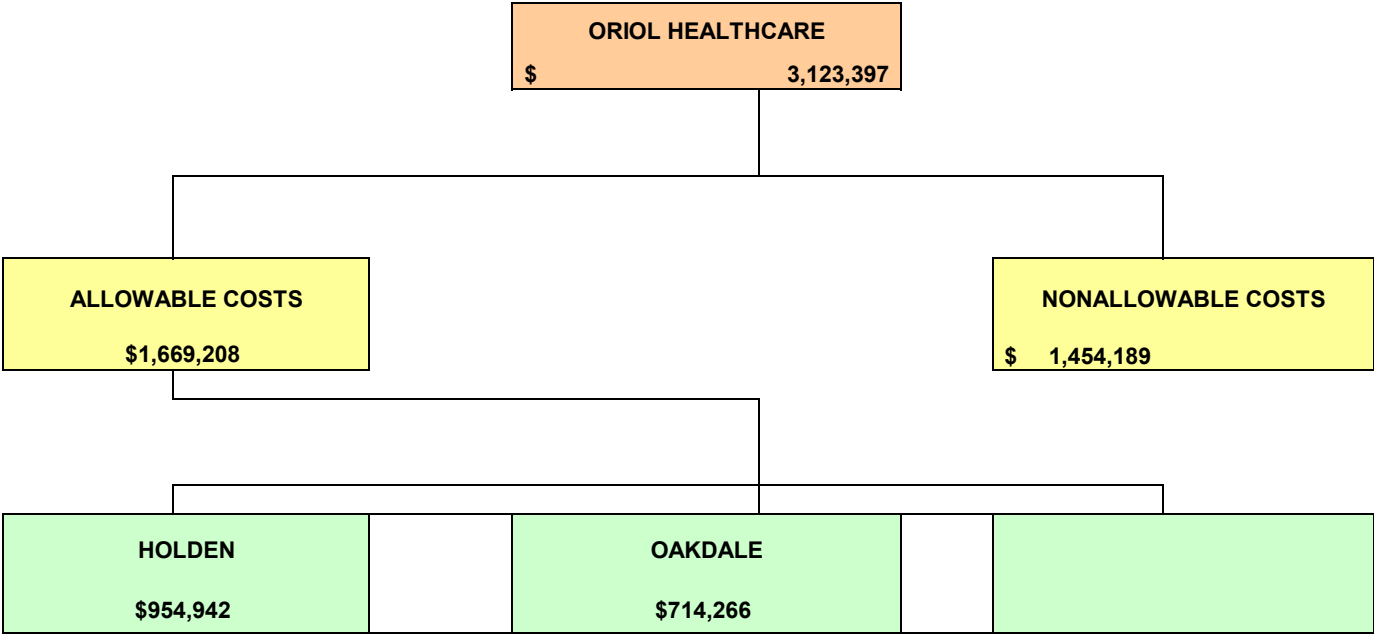 ORIOL HEALTHCARE
$ 3,123,397
ALLOWABLE COSTS
$1,669,208
NONALLOWABLE COSTS
$ 1,454,189
HOLDEN
$954,942
OAKDALE
$714,266